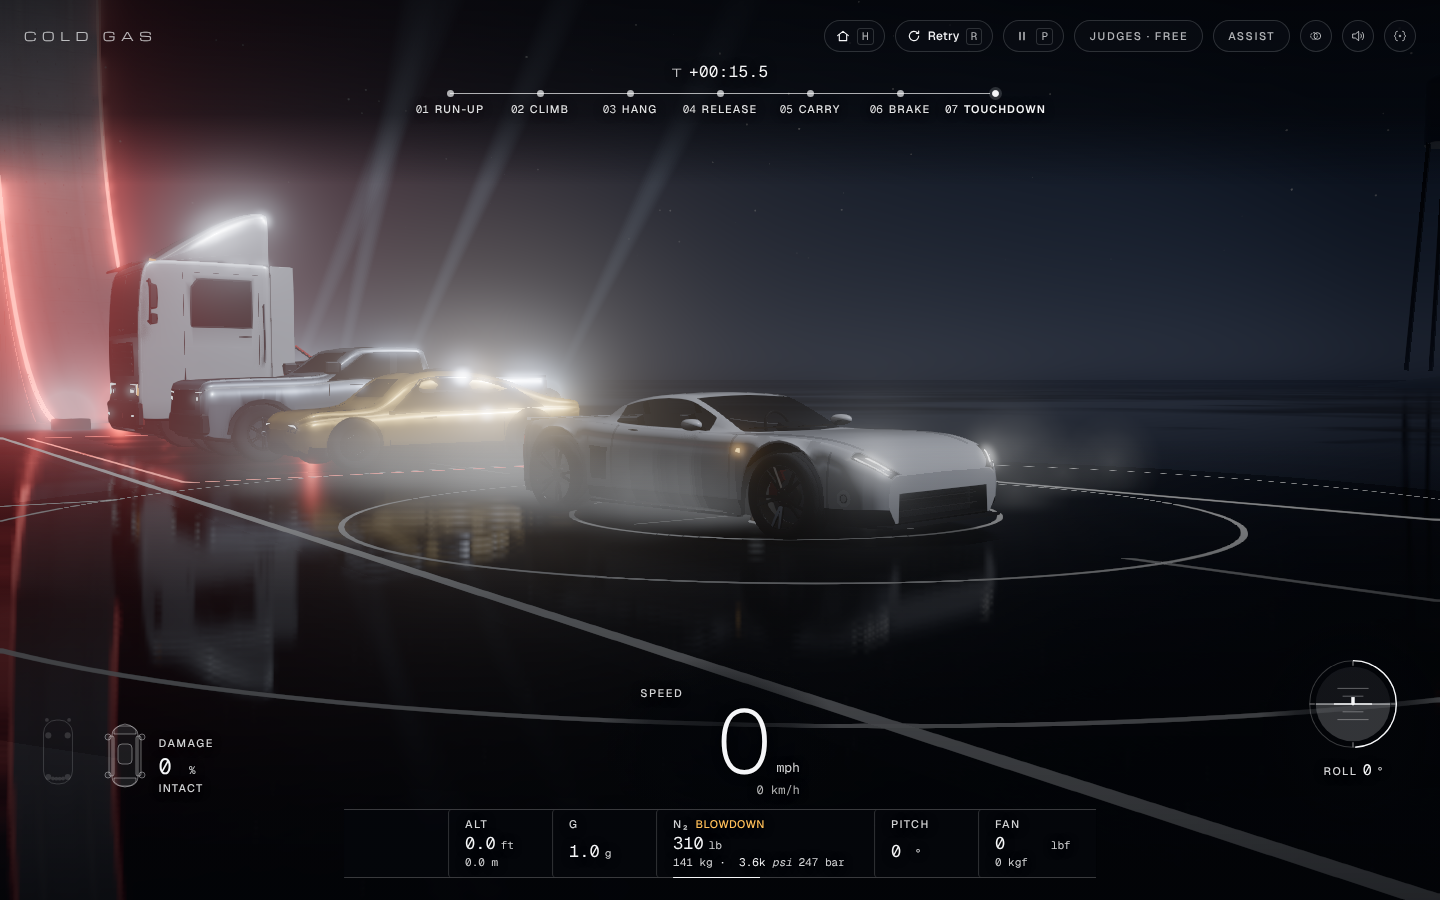 COLD GAS
H
Retry R
P
JUDGES · FREE
ASSIST
T +00:15.5
01 RUN-UP 02 CLIMB 03 HANG 04 RELEASE 05 CARRY 06 BRAKE 07 TOUCHDOWN
SPEED
0 mph
0 km/h
DAMAGE
0 %
INTACT
ROLL 0 °
ALT
0.0 ft
0.0 m
G
1.0 g
N₂ BLOWDOWN
310 lb
141 kg · 3.6k psi 247 bar
PITCH
0 °
FAN
0 lbf
0 kgf